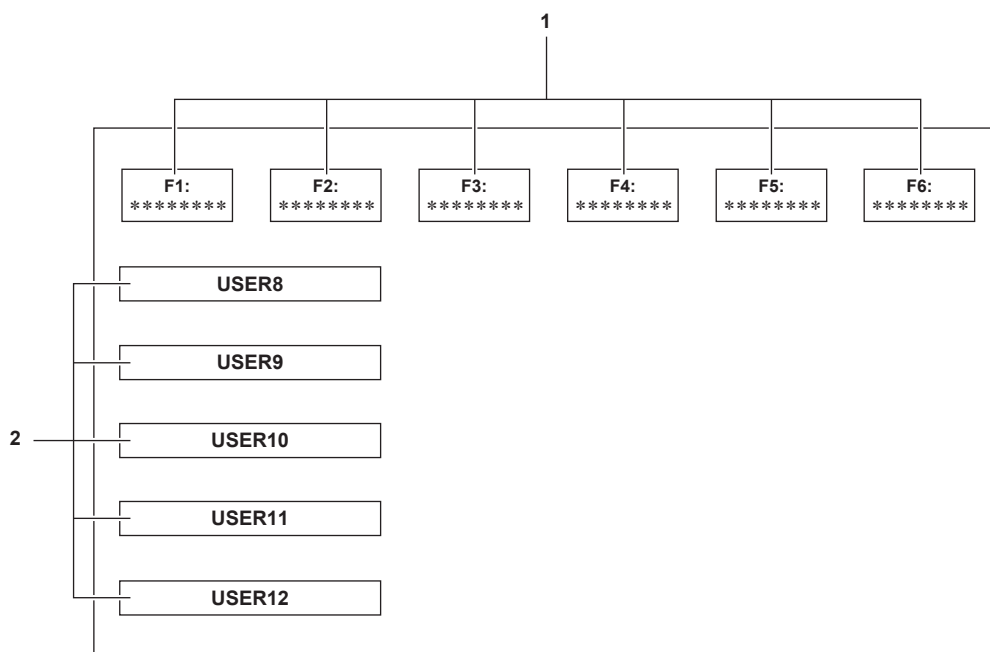 1
F1: F2: F3: F4: F5: F6:
******** ******** ******** ******** ******** ********
USER8
USER9
2 USER10
USER11
USER12